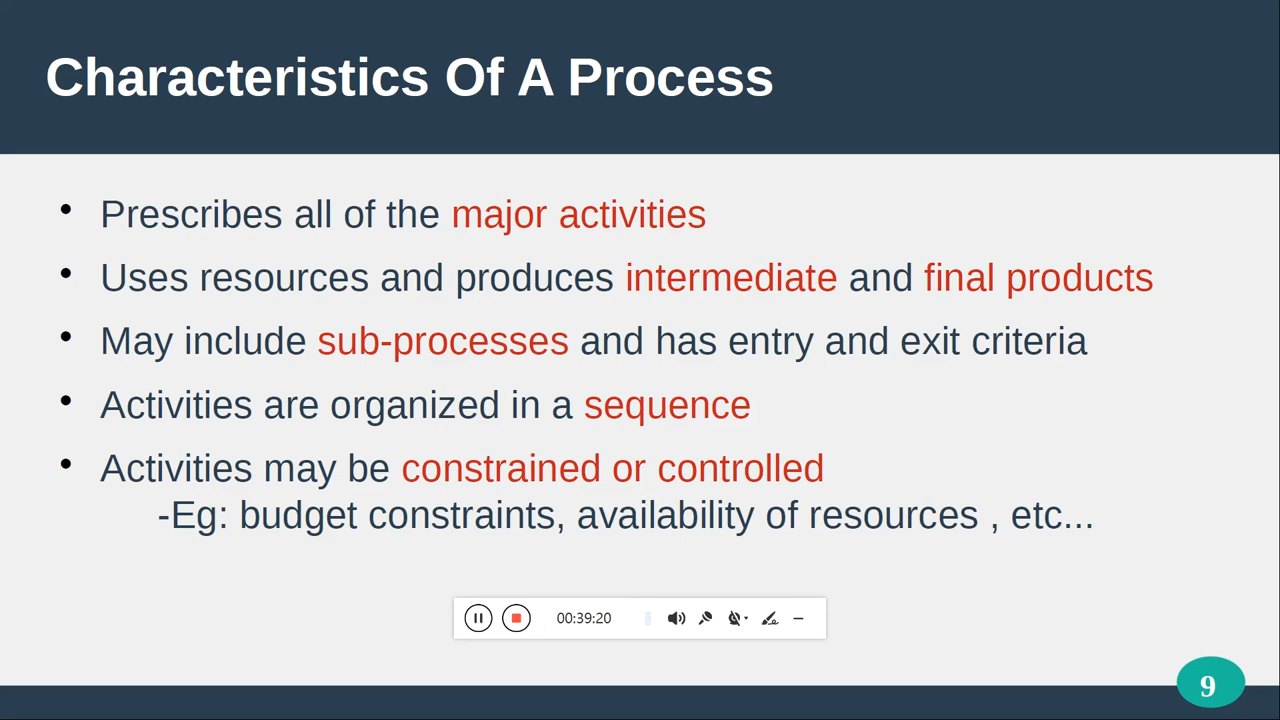 Characteristics Of A Process
• Prescribes all of the major activities
• Uses resources and produces intermediate and final products
• May include sub-processes and has entry and exit criteria
• Activities are organized in a sequence
• Activities may be constrained or controlled
-Eg: budget constraints, availability of resources , etc...
00:39:20
9